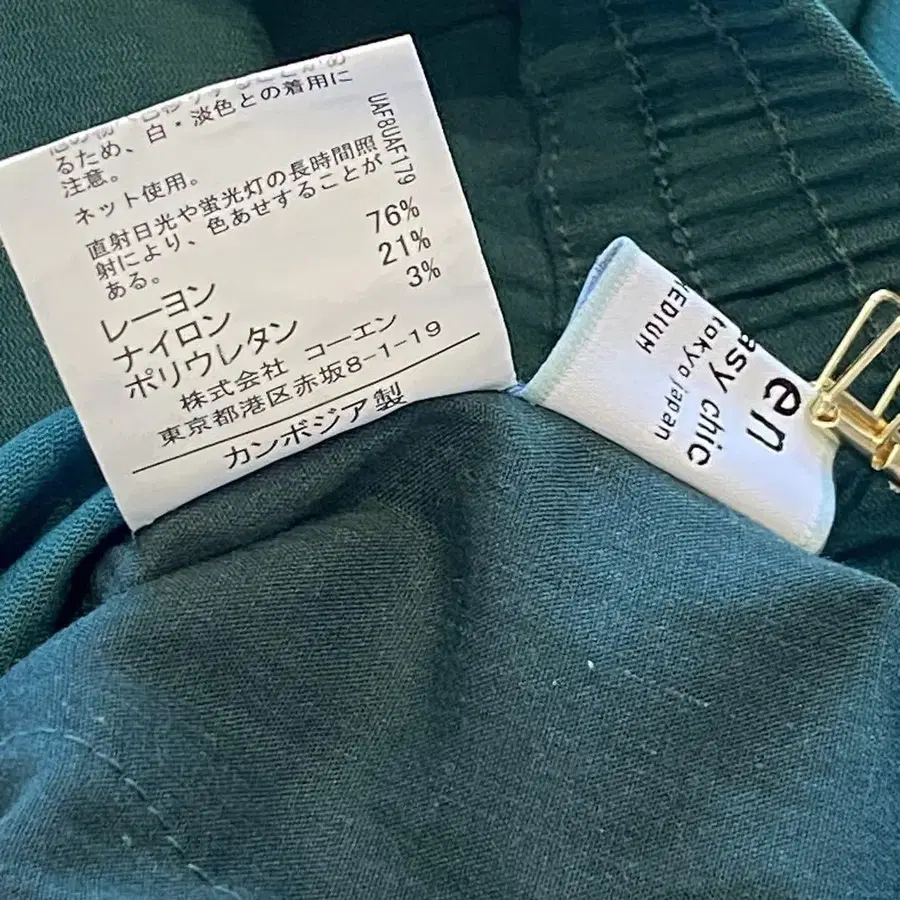 るため、白・淡色との着用に
注意。
ネット使用。
直射日光や蛍光灯の長時間照
射により、色あせすることが
ある。
レーヨン 76%
ナイロン 21%
ポリウレタン 3%
株式会社 コーエン
東京都港区赤坂8-1-19
カンボジア製
UAF8UAF179
en
asy chic
tokyo japan
MEDIUM